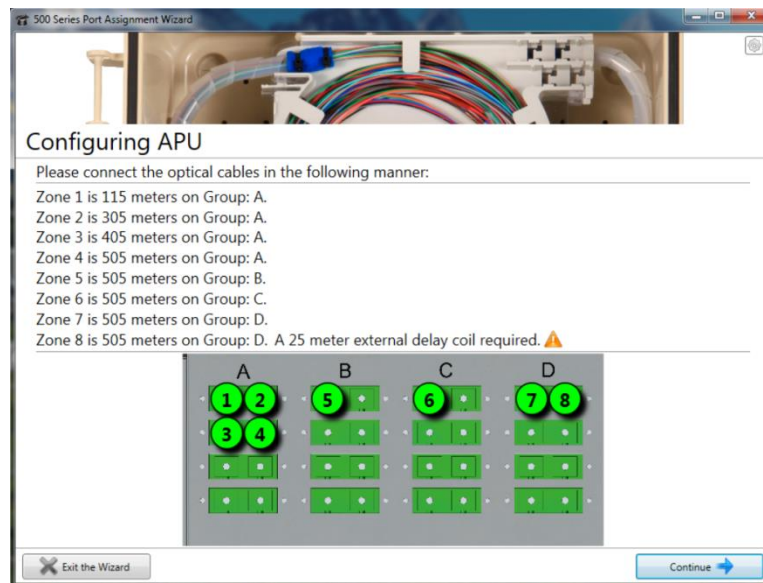 500 Series Port Assignment Wizard
Configuring APU
Please connect the optical cables in the following manner:
Zone 1 is 115 meters on Group: A.
Zone 2 is 305 meters on Group: A.
Zone 3 is 405 meters on Group: A.
Zone 4 is 505 meters on Group: A.
Zone 5 is 505 meters on Group: B.
Zone 6 is 505 meters on Group: C.
Zone 7 is 505 meters on Group: D.
Zone 8 is 505 meters on Group: D. A 25 meter external delay coil required.
A B C D
1 2 5 6 7 8
3 4
Exit the Wizard Continue